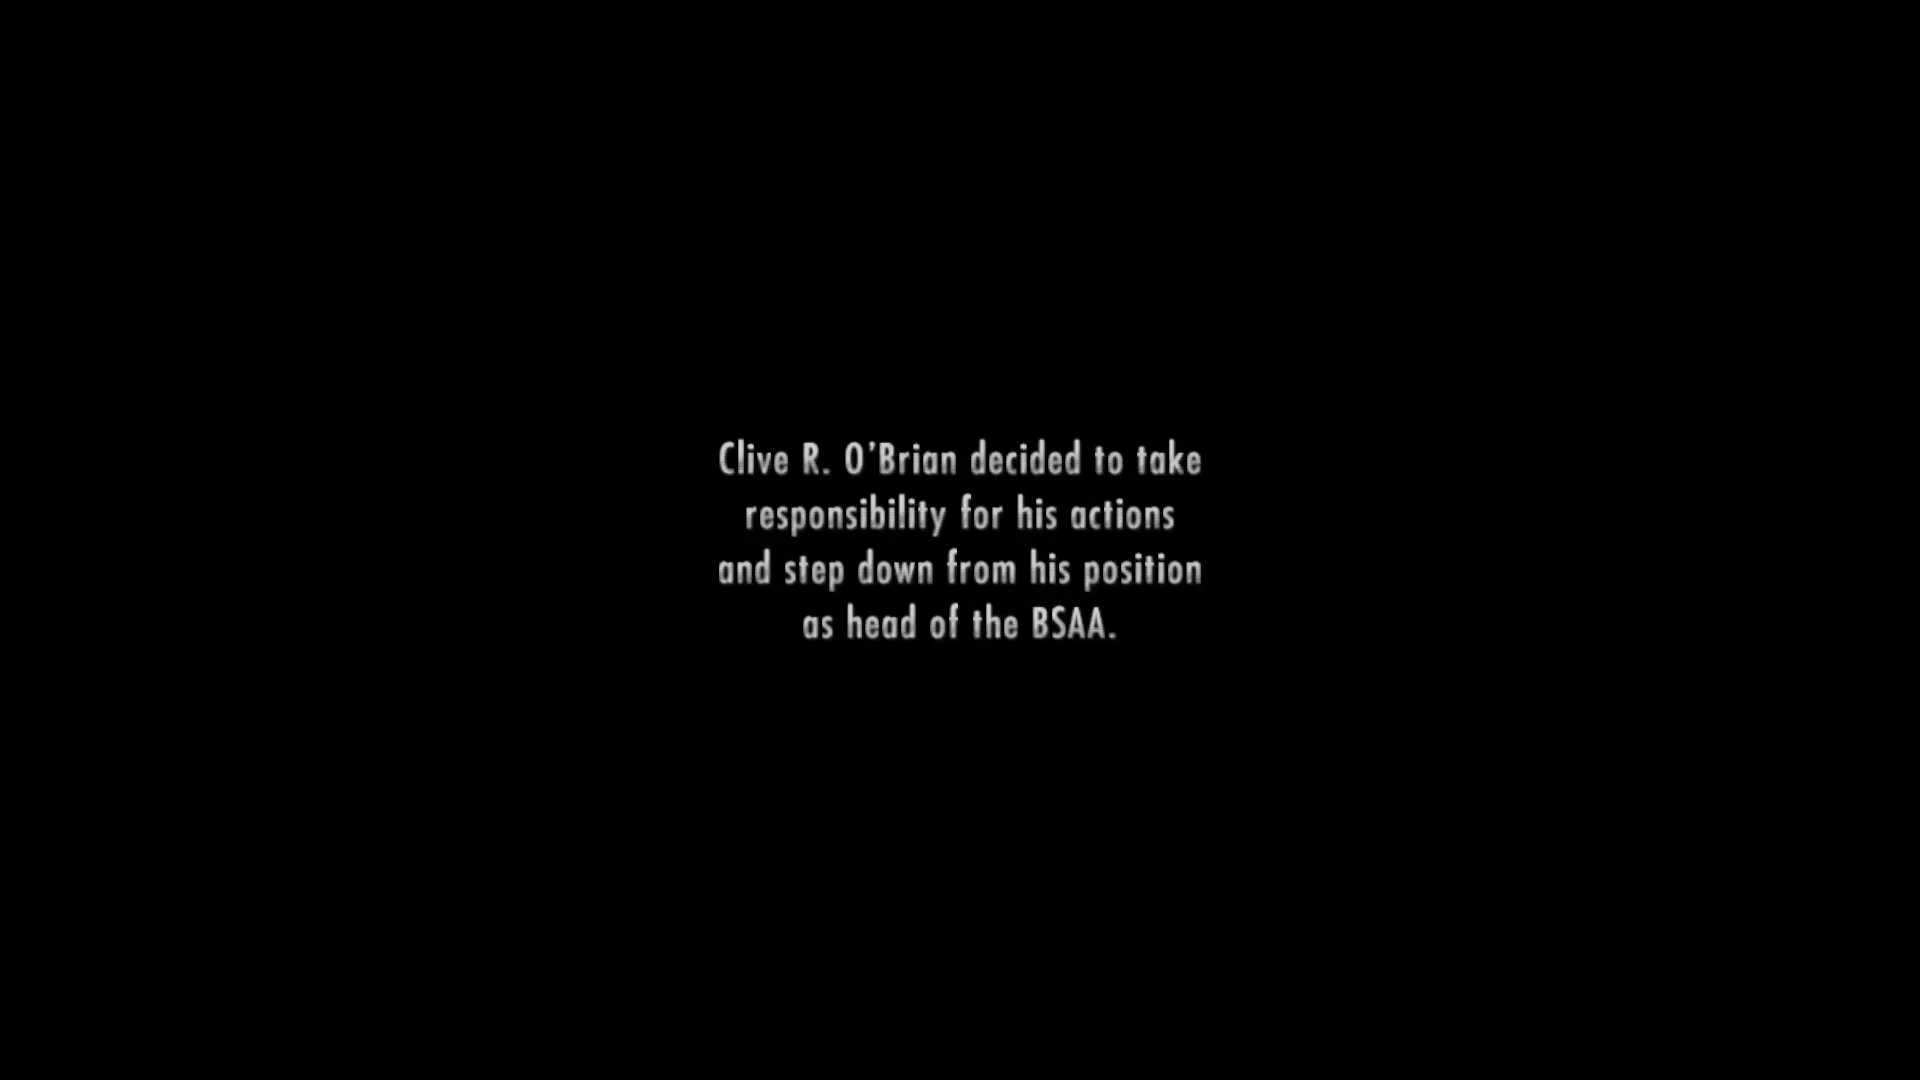 Clive R. O’Brian decided to take
responsibility for his actions
and step down from his position
as head of the BSAA.